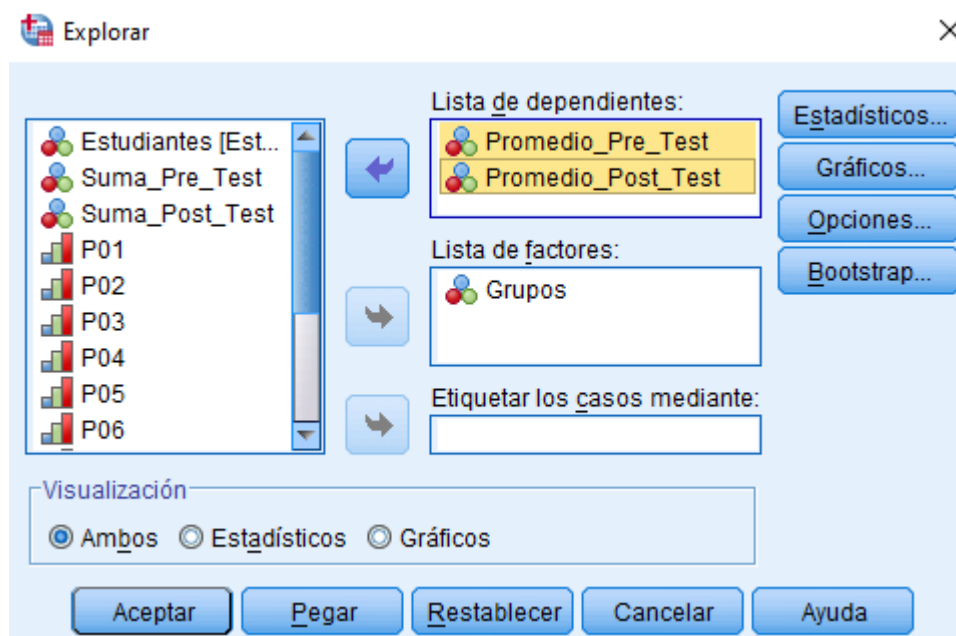 Explorar
Estudiantes [Est...
Suma_Pre_Test
Suma_Post_Test
P01
P02
P03
P04
P05
P06
Lista de dependientes:
Promedio_Pre_Test
Promedio_Post_Test
Lista de factores:
Grupos
Etiquetar los casos mediante:
Estadísticos...
Gráficos...
Opciones...
Bootstrap...
Visualización
Ambos Estadísticos Gráficos
Aceptar Pegar Restablecer Cancelar Ayuda